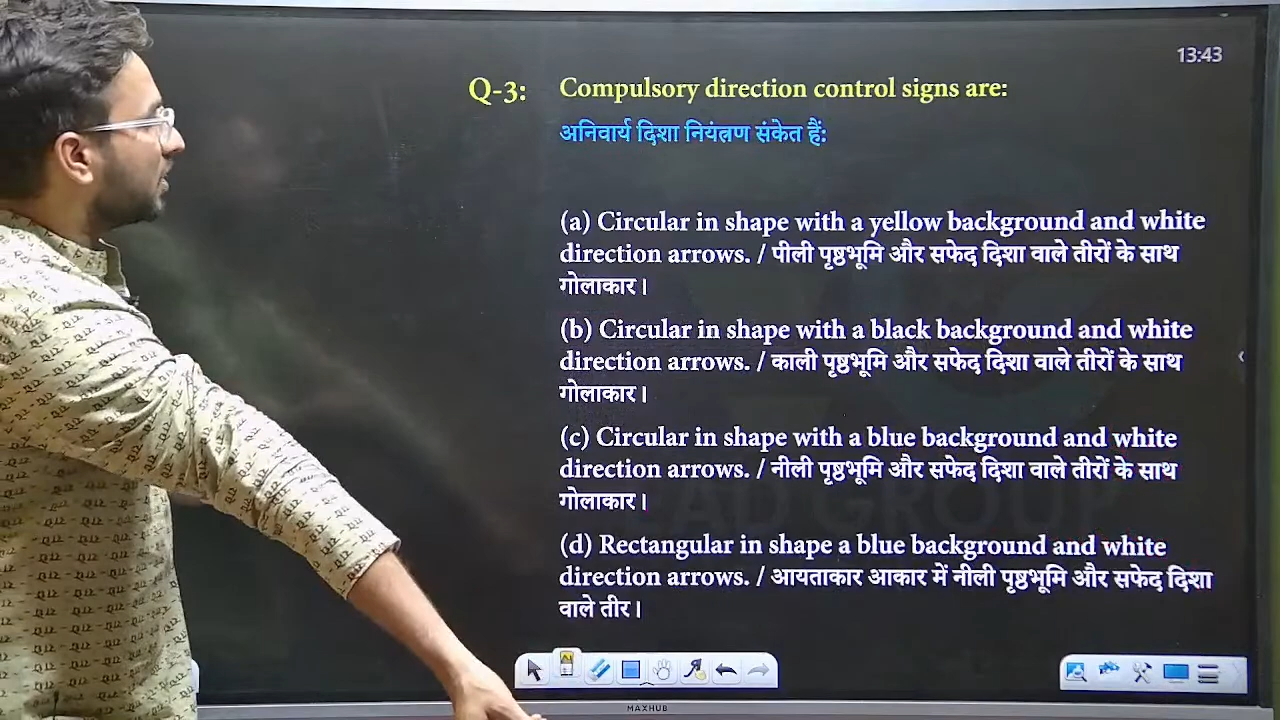 13:43
Q-3: Compulsory direction control signs are:
अनिवार्य दिशा नियंत्रण संकेत हैं:
(a) Circular in shape with a yellow background and white
direction arrows. / पीली पृष्ठभूमि और सफेद दिशा वाले तीरों के साथ
गोलाकार।
(b) Circular in shape with a black background and white
direction arrows. / काली पृष्ठभूमि और सफेद दिशा वाले तीरों के साथ
गोलाकार।
(c) Circular in shape with a blue background and white
direction arrows. / नीली पृष्ठभूमि और सफेद दिशा वाले तीरों के साथ
गोलाकार।
(d) Rectangular in shape a blue background and white
direction arrows. / आयताकार आकार में नीली पृष्ठभूमि और सफेद दिशा
वाले तीर।
MAXHUB